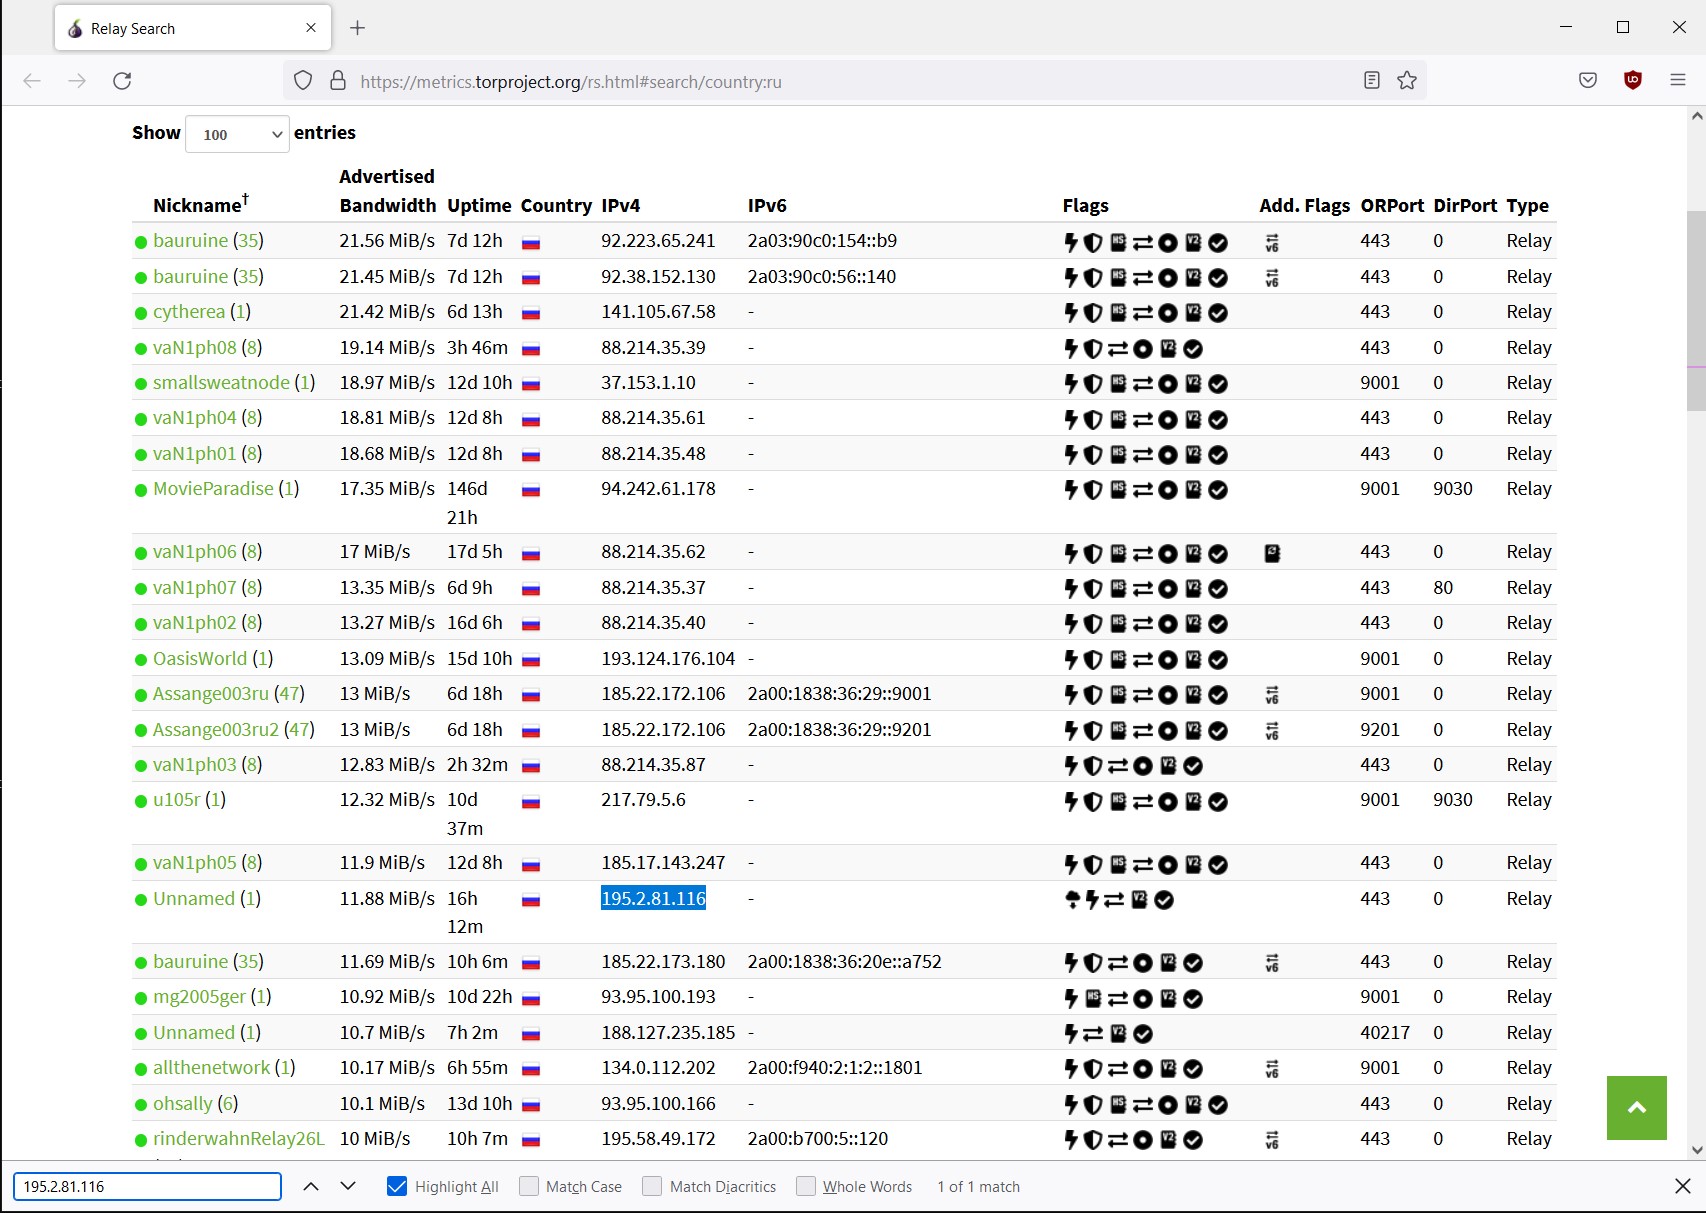 Relay Search
https://metrics.torproject.org/rs.html#search/country:ru
Show 100 entries
Nickname† Advertised Bandwidth Uptime Country IPv4 IPv6 Flags Add. Flags ORPort DirPort Type
bauruine (35) 21.56 MiB/s 7d 12h 92.223.65.241 2a03:90c0:154::b9 443 0 Relay
bauruine (35) 21.45 MiB/s 7d 12h 92.38.152.130 2a03:90c0:56::140 443 0 Relay
cytherea (1) 21.42 MiB/s 6d 13h 141.105.67.58 - 443 0 Relay
vaN1ph08 (8) 19.14 MiB/s 3h 46m 88.214.35.39 - 443 0 Relay
smallsweatnode (1) 18.97 MiB/s 12d 10h 37.153.1.10 - 9001 0 Relay
vaN1ph04 (8) 18.81 MiB/s 12d 8h 88.214.35.61 - 443 0 Relay
vaN1ph01 (8) 18.68 MiB/s 12d 8h 88.214.35.48 - 443 0 Relay
MovieParadise (1) 17.35 MiB/s 146d 21h 94.242.61.178 - 9001 9030 Relay
vaN1ph06 (8) 17 MiB/s 17d 5h 88.214.35.62 - 443 0 Relay
vaN1ph07 (8) 13.35 MiB/s 6d 9h 88.214.35.37 - 443 80 Relay
vaN1ph02 (8) 13.27 MiB/s 16d 6h 88.214.35.40 - 443 0 Relay
OasisWorld (1) 13.09 MiB/s 15d 10h 193.124.176.104 - 9001 0 Relay
Assange003ru (47) 13 MiB/s 6d 18h 185.22.172.106 2a00:1838:36:29::9001 9001 0 Relay
Assange003ru2 (47) 13 MiB/s 6d 18h 185.22.172.106 2a00:1838:36:29::9201 9201 0 Relay
vaN1ph03 (8) 12.83 MiB/s 2h 32m 88.214.35.87 - 443 0 Relay
u105r (1) 12.32 MiB/s 10d 37m 217.79.5.6 - 9001 9030 Relay
vaN1ph05 (8) 11.9 MiB/s 12d 8h 185.17.143.247 - 443 0 Relay
Unnamed (1) 11.88 MiB/s 16h 12m 195.2.81.116 - 443 0 Relay
bauruine (35) 11.69 MiB/s 10h 6m 185.22.173.180 2a00:1838:36:20e::a752 443 0 Relay
mg2005ger (1) 10.92 MiB/s 10d 22h 93.95.100.193 - 9001 0 Relay
Unnamed (1) 10.7 MiB/s 7h 2m 188.127.235.185 - 40217 0 Relay
allthenetwork (1) 10.17 MiB/s 6h 55m 134.0.112.202 2a00:f940:2:1:2::1801 9001 0 Relay
ohsally (6) 10.1 MiB/s 13d 10h 93.95.100.166 - 443 0 Relay
rinderwahnRelay26L 10 MiB/s 10h 7m 195.58.49.172 2a00:b700:5::120 443 0 Relay
195.2.81.116 Highlight All Match Case Match Diacritics Whole Words 1 of 1 match